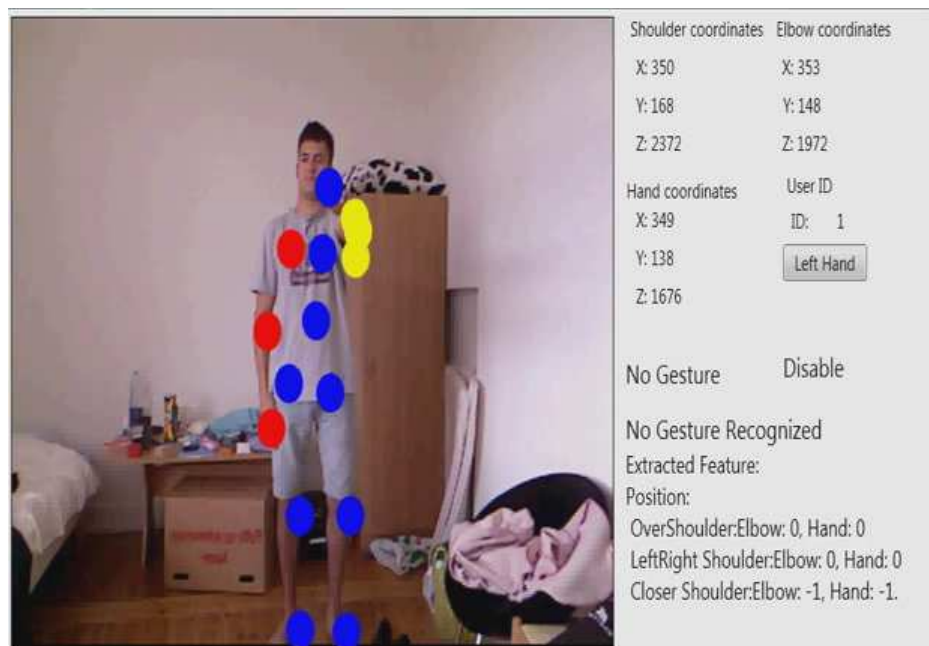 Shoulder coordinates Elbow coordinates
X: 350 X: 353
Y: 168 Y: 148
Z: 2372 Z: 1972
Hand coordinates User ID
X: 349 ID: 1
Y: 138 Left Hand
Z: 1676
No Gesture Disable
No Gesture Recognized
Extracted Feature:
Position:
OverShoulder:Elbow: 0, Hand: 0
LeftRight Shoulder:Elbow: 0, Hand: 0
Closer Shoulder:Elbow: -1, Hand: -1.